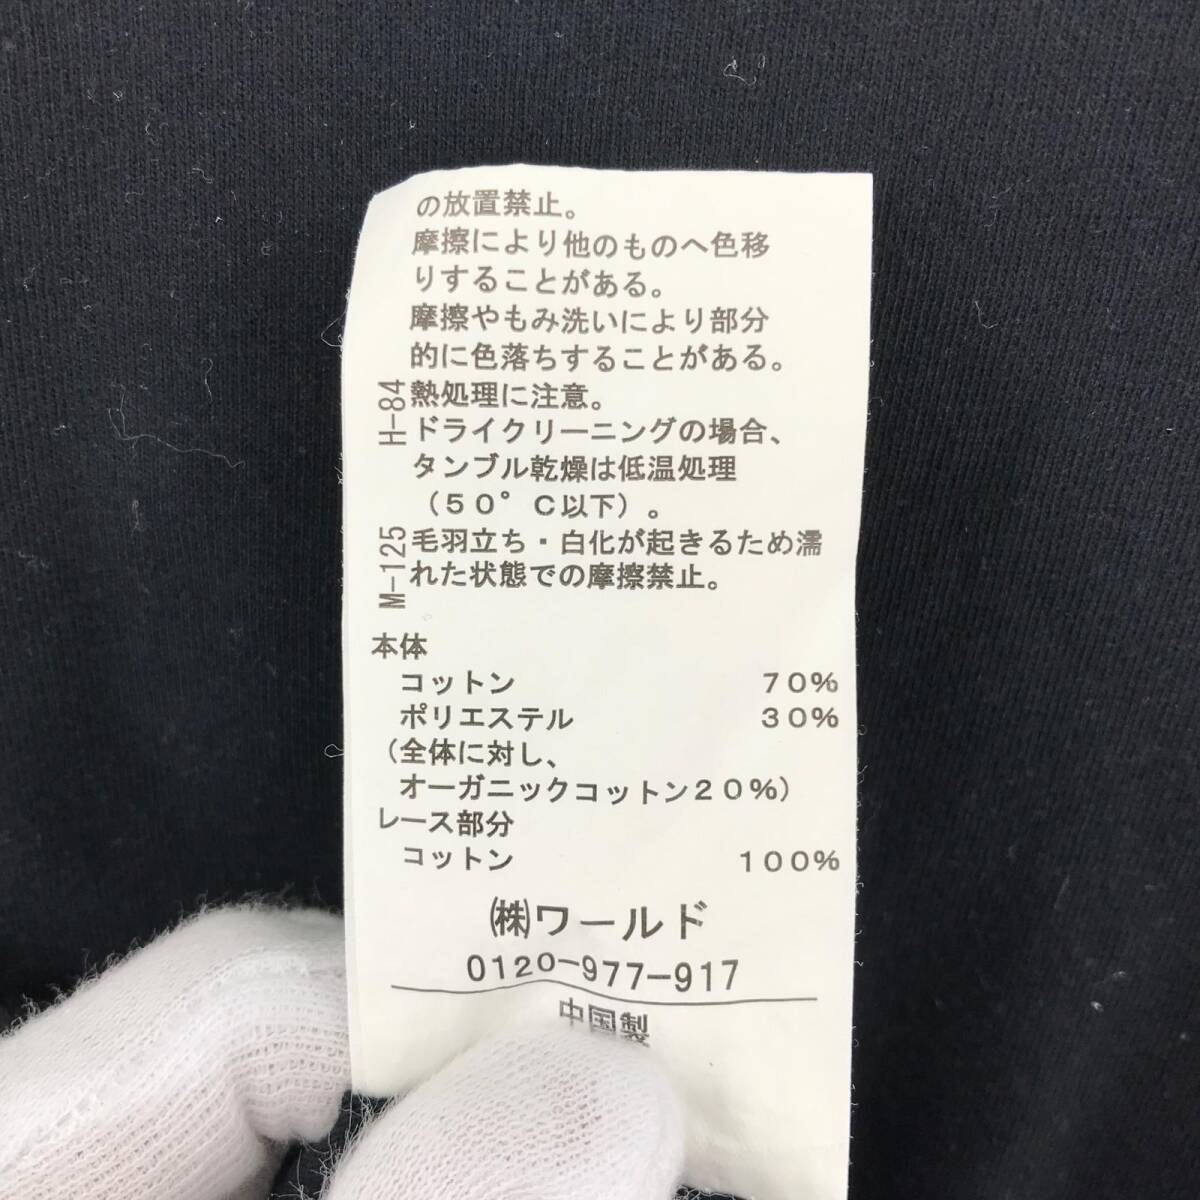 の放置禁止。
摩擦により他のものへ色移
りすることがある。
摩擦やもみ洗いにより部分
的に色落ちすることがある。
H-84 熱処理に注意。
ドライクリーニングの場合、
タンブル乾燥は低温処理
（50°C以下）。
M-125 毛羽立ち・白化が起きるため濡
れた状態での摩擦禁止。
本体
コットン 70%
ポリエステル 30%
（全体に対し、
オーガニックコットン20%）
レース部分
コットン 100%
㈱ワールド
0120-977-917
中国製